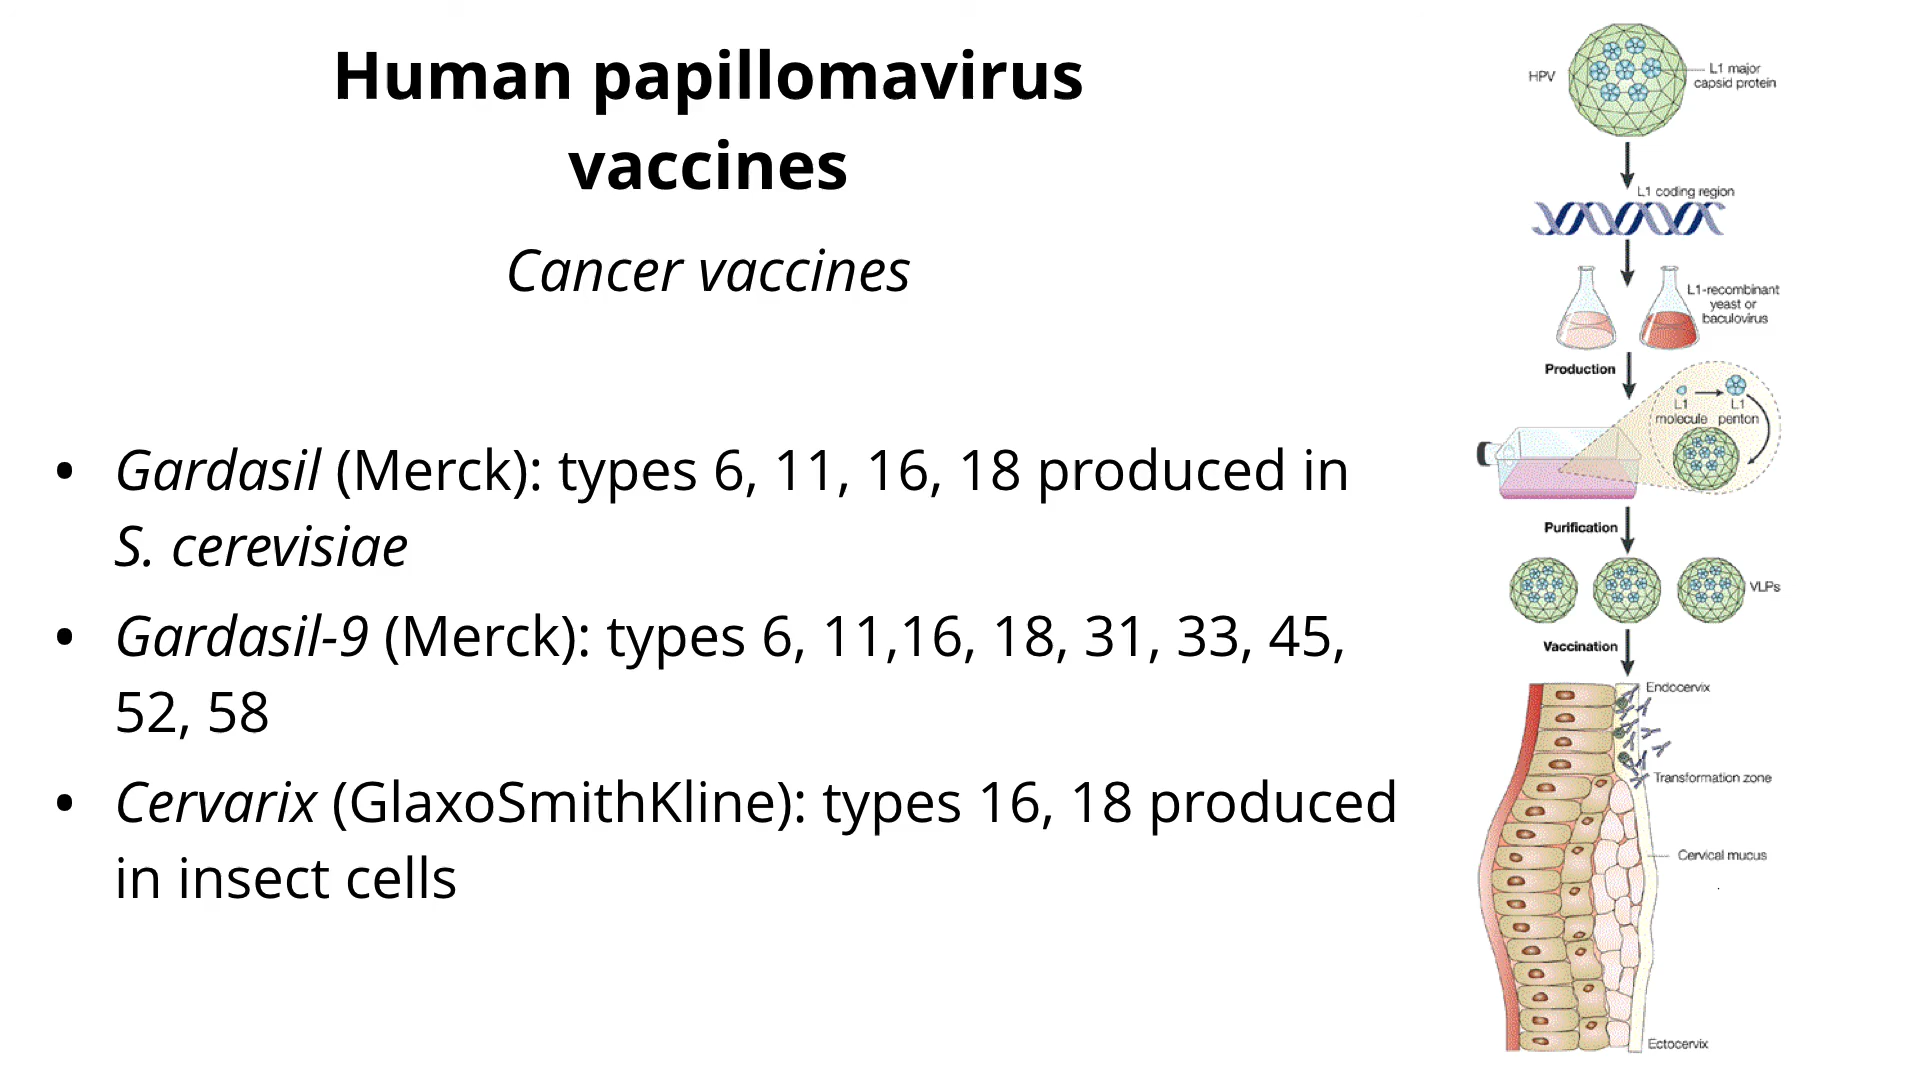 Human papillomavirus
vaccines
Cancer vaccines
• Gardasil (Merck): types 6, 11, 16, 18 produced in
S. cerevisiae
• Gardasil-9 (Merck): types 6, 11,16, 18, 31, 33, 45,
52, 58
• Cervarix (GlaxoSmithKline): types 16, 18 produced
in insect cells
HPV
L1 major
capsid protein
L1 coding region
L1-recombinant
yeast or
baculovirus
Production
L1 L1
molecule penton
Purification
VLPs
Vaccination
Endocervix
Transformation zone
Cervical mucus
Ectocervix